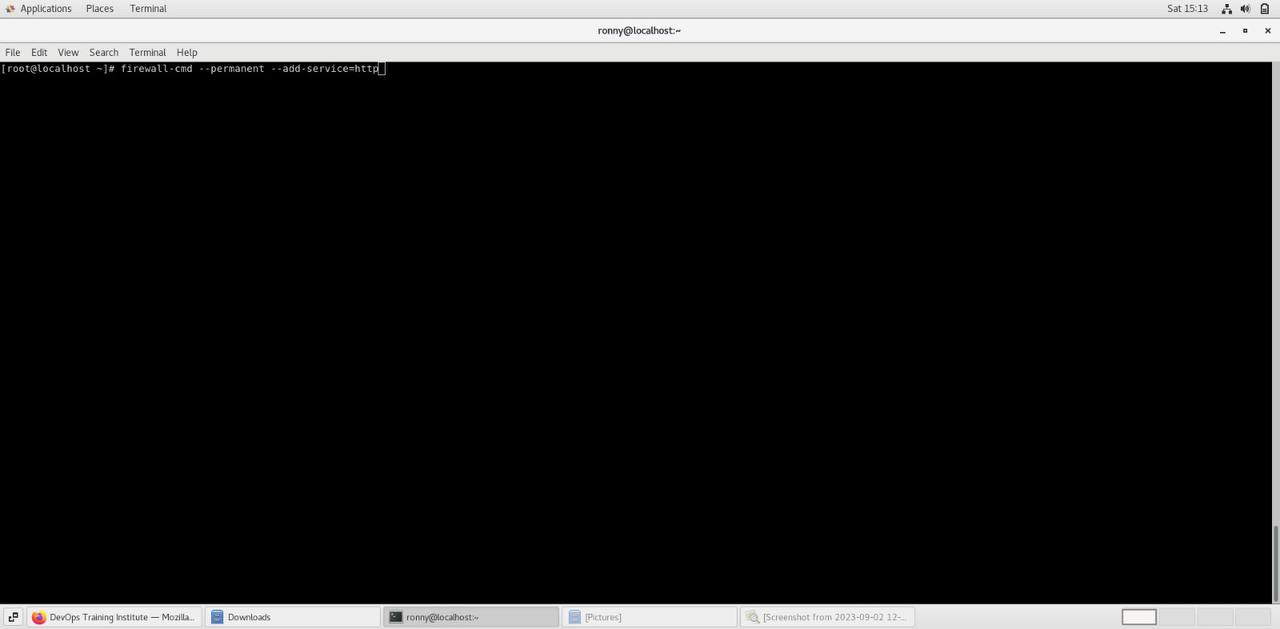 Applications Places Terminal Sat 15:13
ronny@localhost:~
File Edit View Search Terminal Help
[root@localhost ~]# firewall-cmd --permanent --add-service=http
DevOps Training Institute — Mozilla... Downloads ronny@localhost:~ [Pictures] [Screenshot from 2023-09-02 12-...